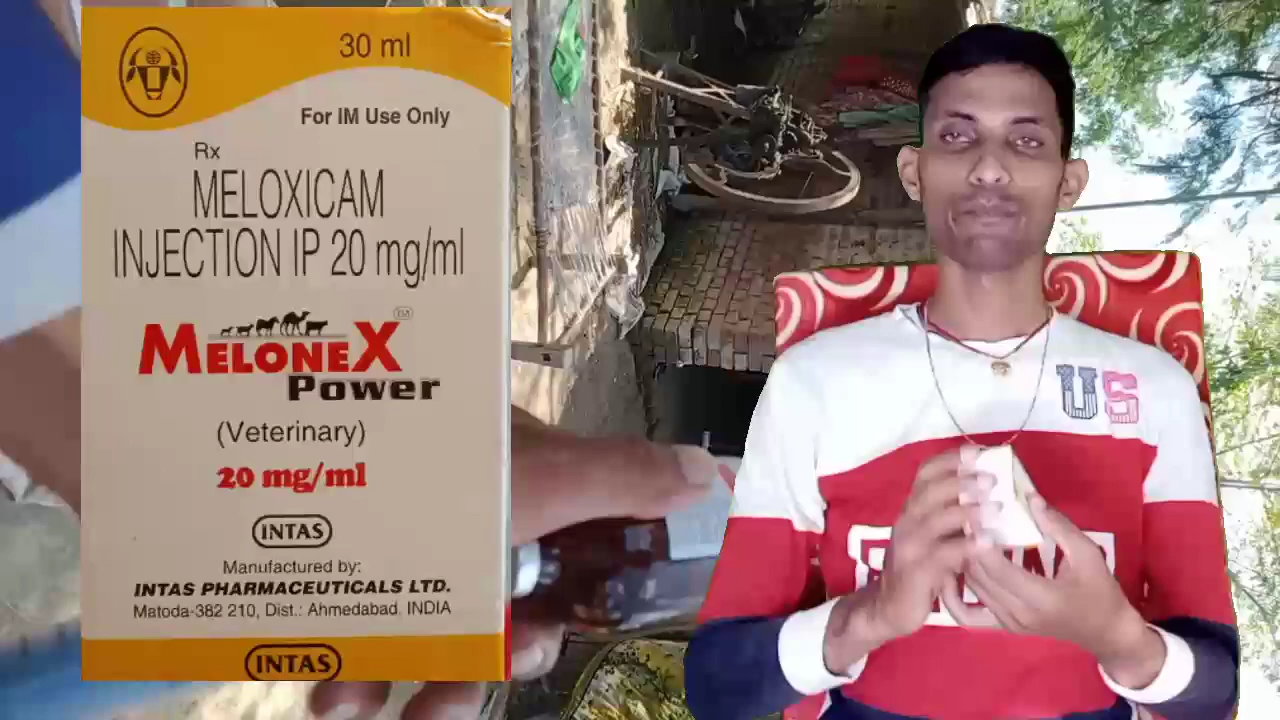 30 ml
For IM Use Only
Rx
MELOXICAM
INJECTION IP 20 mg/ml
MELONEX
Power
(Veterinary)
20 mg/ml
INTAS
Manufactured by:
INTAS PHARMACEUTICALS LTD.
Matoda-382 210, Dist.: Ahmedabad. INDIA
INTAS
US